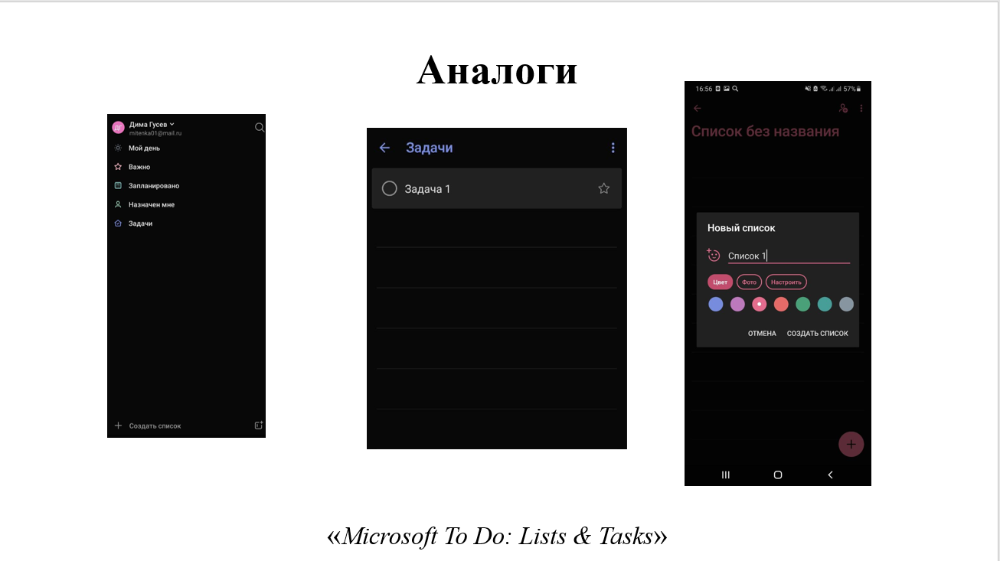 Аналоги
ДГ
Дима Гусев
mitenka01@mail.ru
Мой день
Важно
Запланировано
Назначен мне
Задачи
Создать список
Задачи
Задача 1
16:56
57%
Список без названия
Новый список
Список 1
Цвет Фото Настроить
ОТМЕНА СОЗДАТЬ СПИСОК
«Microsoft To Do: Lists & Tasks»